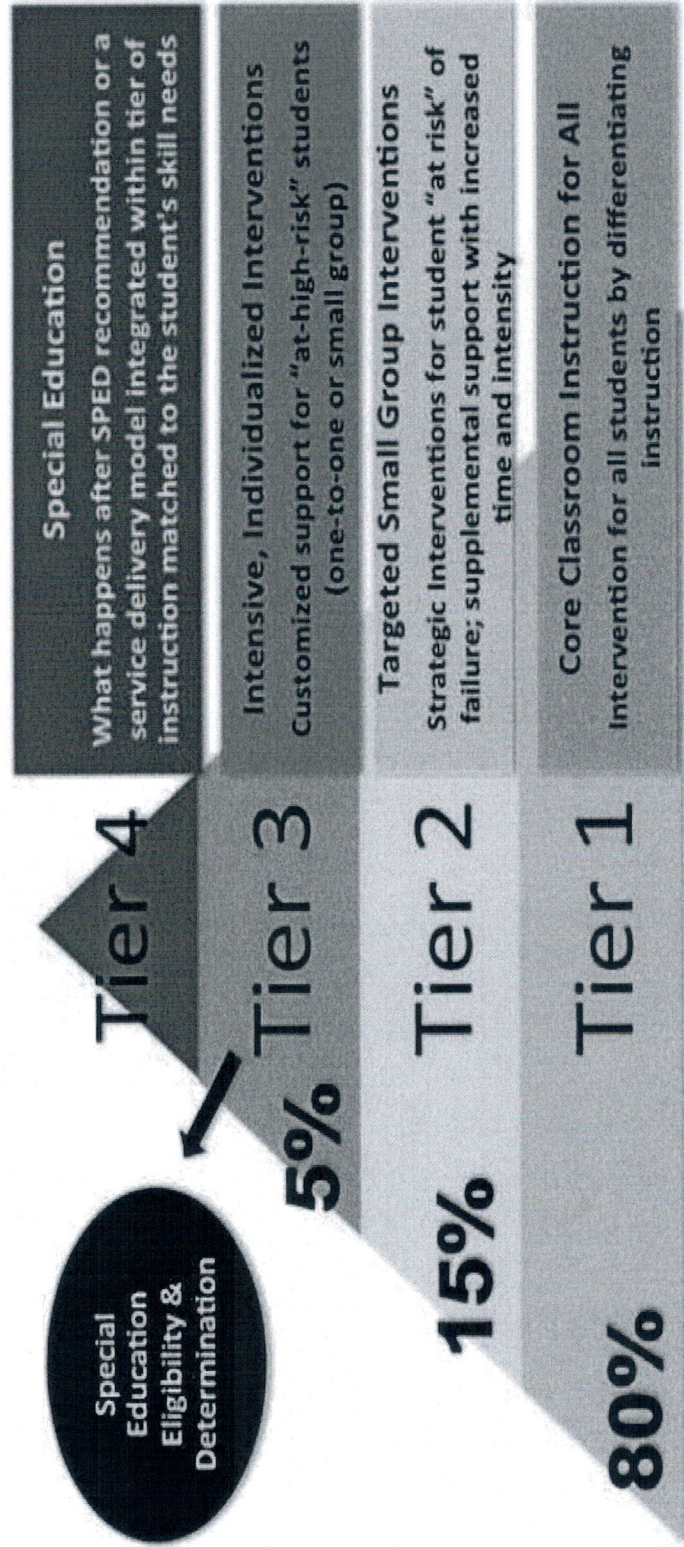 Special
Education
Eligibility &
Determination
Tier 4
Special Education
What happens after SPED recommendation or a
service delivery model integrated within tier of
instruction matched to the student's skill needs
5%
Tier 3
Intensive, Individualized Interventions
Customized support for "at-high-risk" students
(one-to-one or small group)
15%
Tier 2
Targeted Small Group Interventions
Strategic Interventions for student "at risk" of
failure; supplemental support with increased
time and intensity
80%
Tier 1
Core Classroom Instruction for All
Intervention for all students by differentiating
instruction